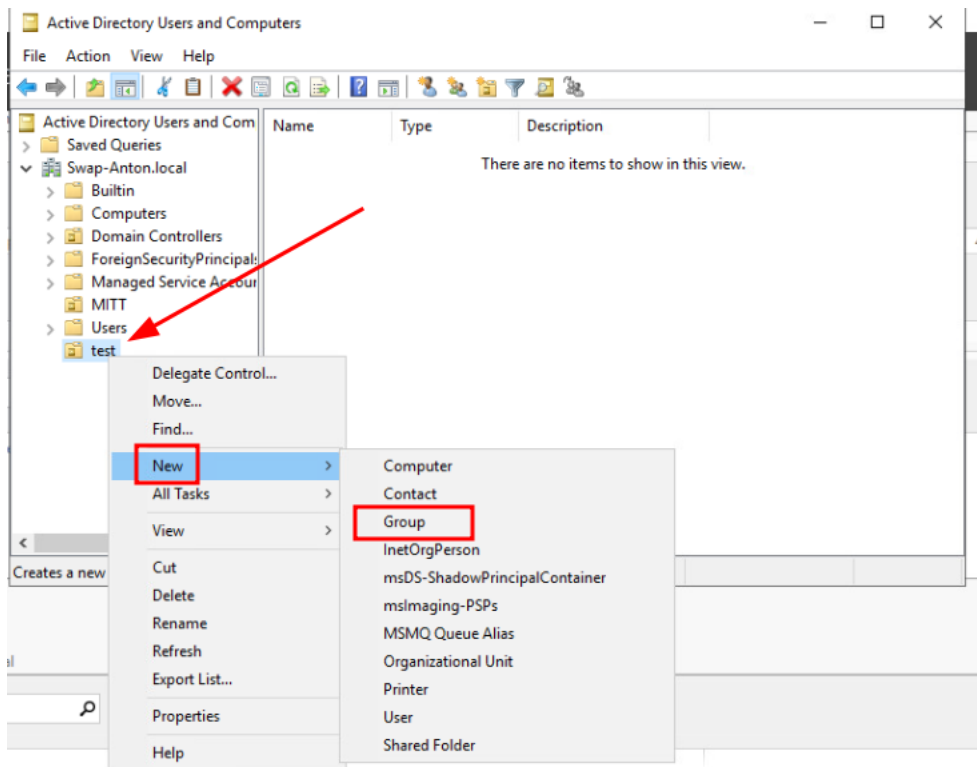 Active Directory Users and Computers
File Action View Help
Active Directory Users and Com
Saved Queries
Swap-Anton.local
Builtin
Computers
Domain Controllers
ForeignSecurityPrincipal
Managed Service Accour
MITT
Users
test
Name Type Description
There are no items to show in this view.
Delegate Control...
Move...
Find...
New
All Tasks
View
Cut
Delete
Rename
Refresh
Export List...
Properties
Help
Computer
Contact
Group
InetOrgPerson
msDS-ShadowPrincipalContainer
msImaging-PSPs
MSMQ Queue Alias
Organizational Unit
Printer
User
Shared Folder
Creates a new